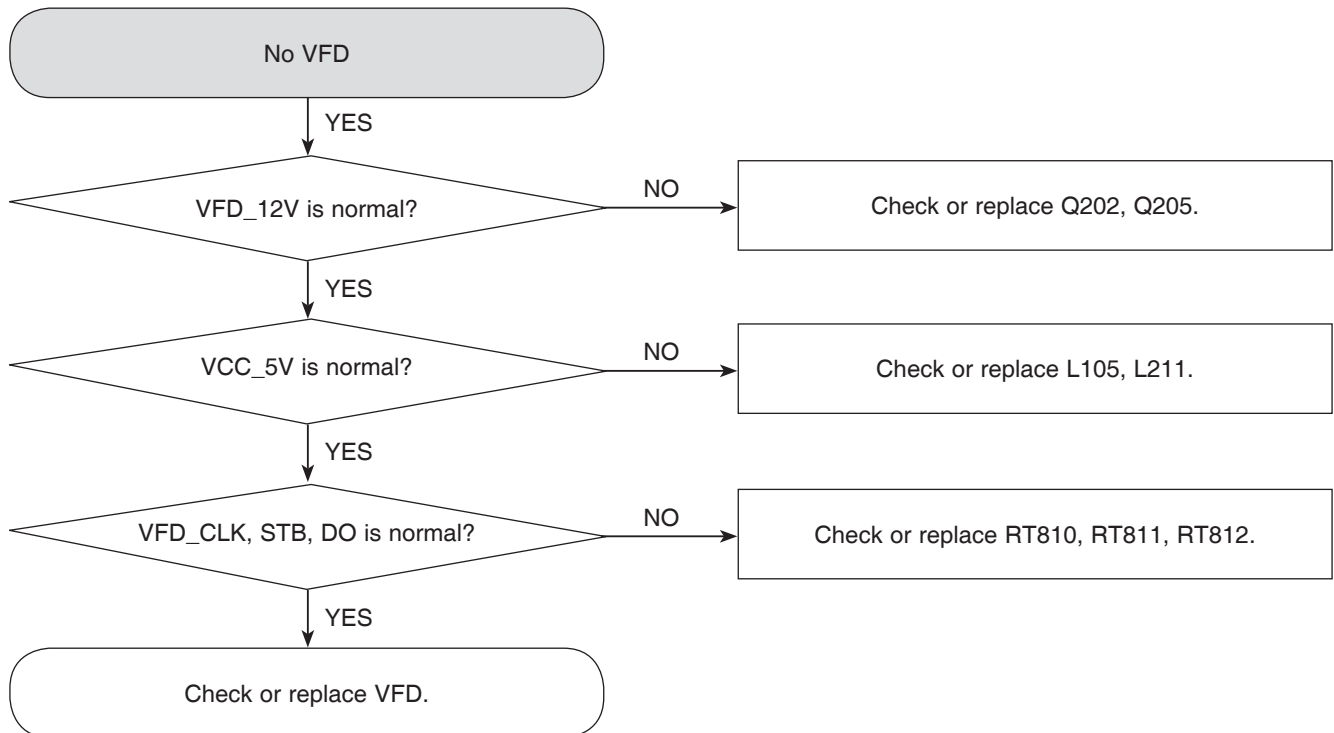 No VFD
YES
VFD_12V is normal?
NO
Check or replace Q202, Q205.
YES
VCC_5V is normal?
NO
Check or replace L105, L211.
YES
VFD_CLK, STB, DO is normal?
NO
Check or replace RT810, RT811, RT812.
YES
Check or replace VFD.